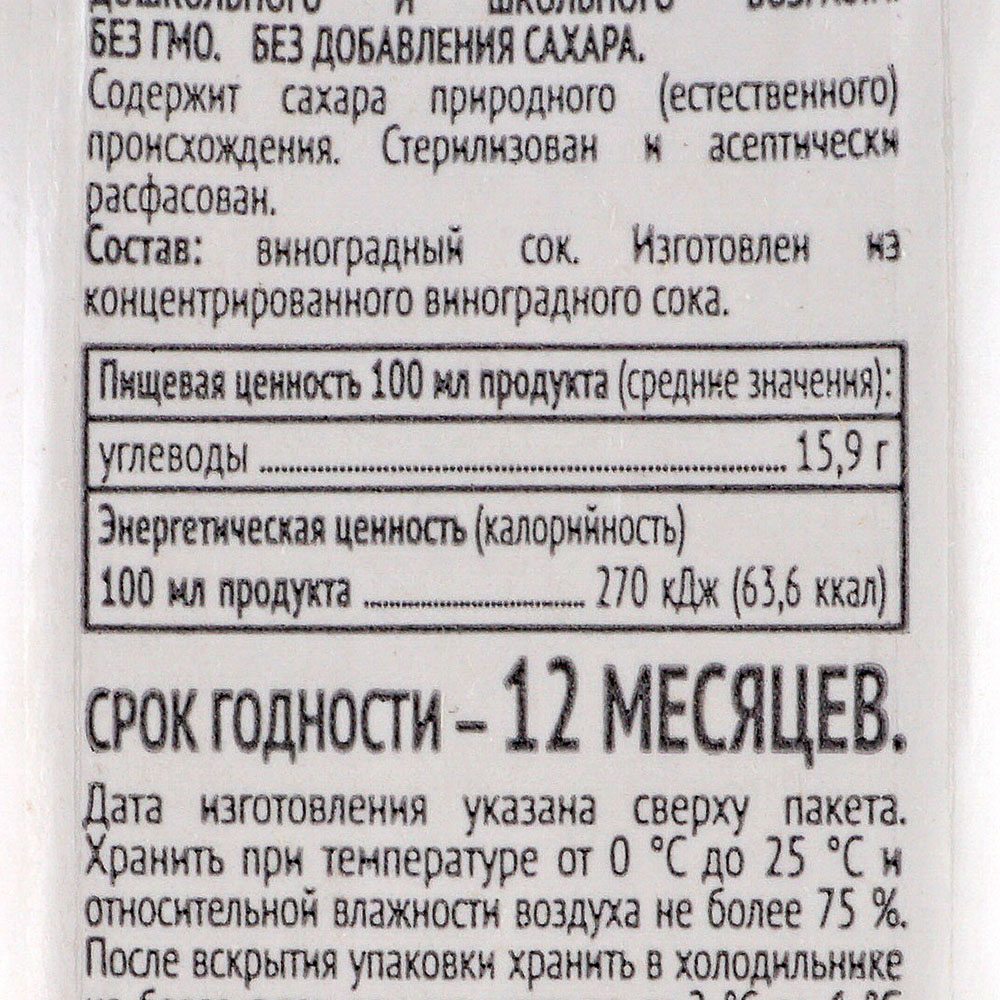 ДОШКОЛЬНОГО И ШКОЛЬНОГО ВОЗРАСТА.
БЕЗ ГМО. БЕЗ ДОБАВЛЕНИЯ САХАРА.
Содержит сахара природного (естественного)
происхождения. Стерилизован и асептически
расфасован.
Состав: виноградный сок. Изготовлен из
концентрированного виноградного сока.
Пищевая ценность 100 мл продукта (средние значения):
углеводы ........ 15,9 г
Энергетическая ценность (калорийность)
100 мл продукта ........ 270 кДж (63,6 ккал)
СРОК ГОДНОСТИ – 12 МЕСЯЦЕВ.
Дата изготовления указана сверху пакета.
Хранить при температуре от 0 °С до 25 °С и
относительной влажности воздуха не более 75 %.
После вскрытия упаковки хранить в холодильнике